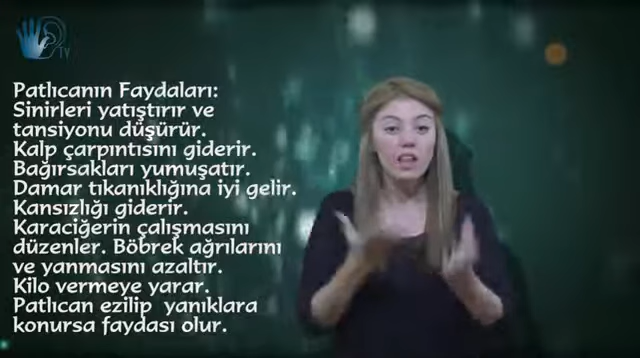 TV
Patlıcanın Faydaları:
Sinirleri yatıştırır ve
tansiyonu düşürür.
Kalp çarpıntısını giderir.
Bağırsakları yumuşatır.
Damar tıkanıklığına iyi gelir.
Kansızlığı giderir.
Karaciğerin çalışmasını
düzenler. Böbrek ağrılarını
ve yanmasını azaltır.
Kilo vermeye yarar.
Patlıcan ezilip yanıklara
konursa faydası olur.